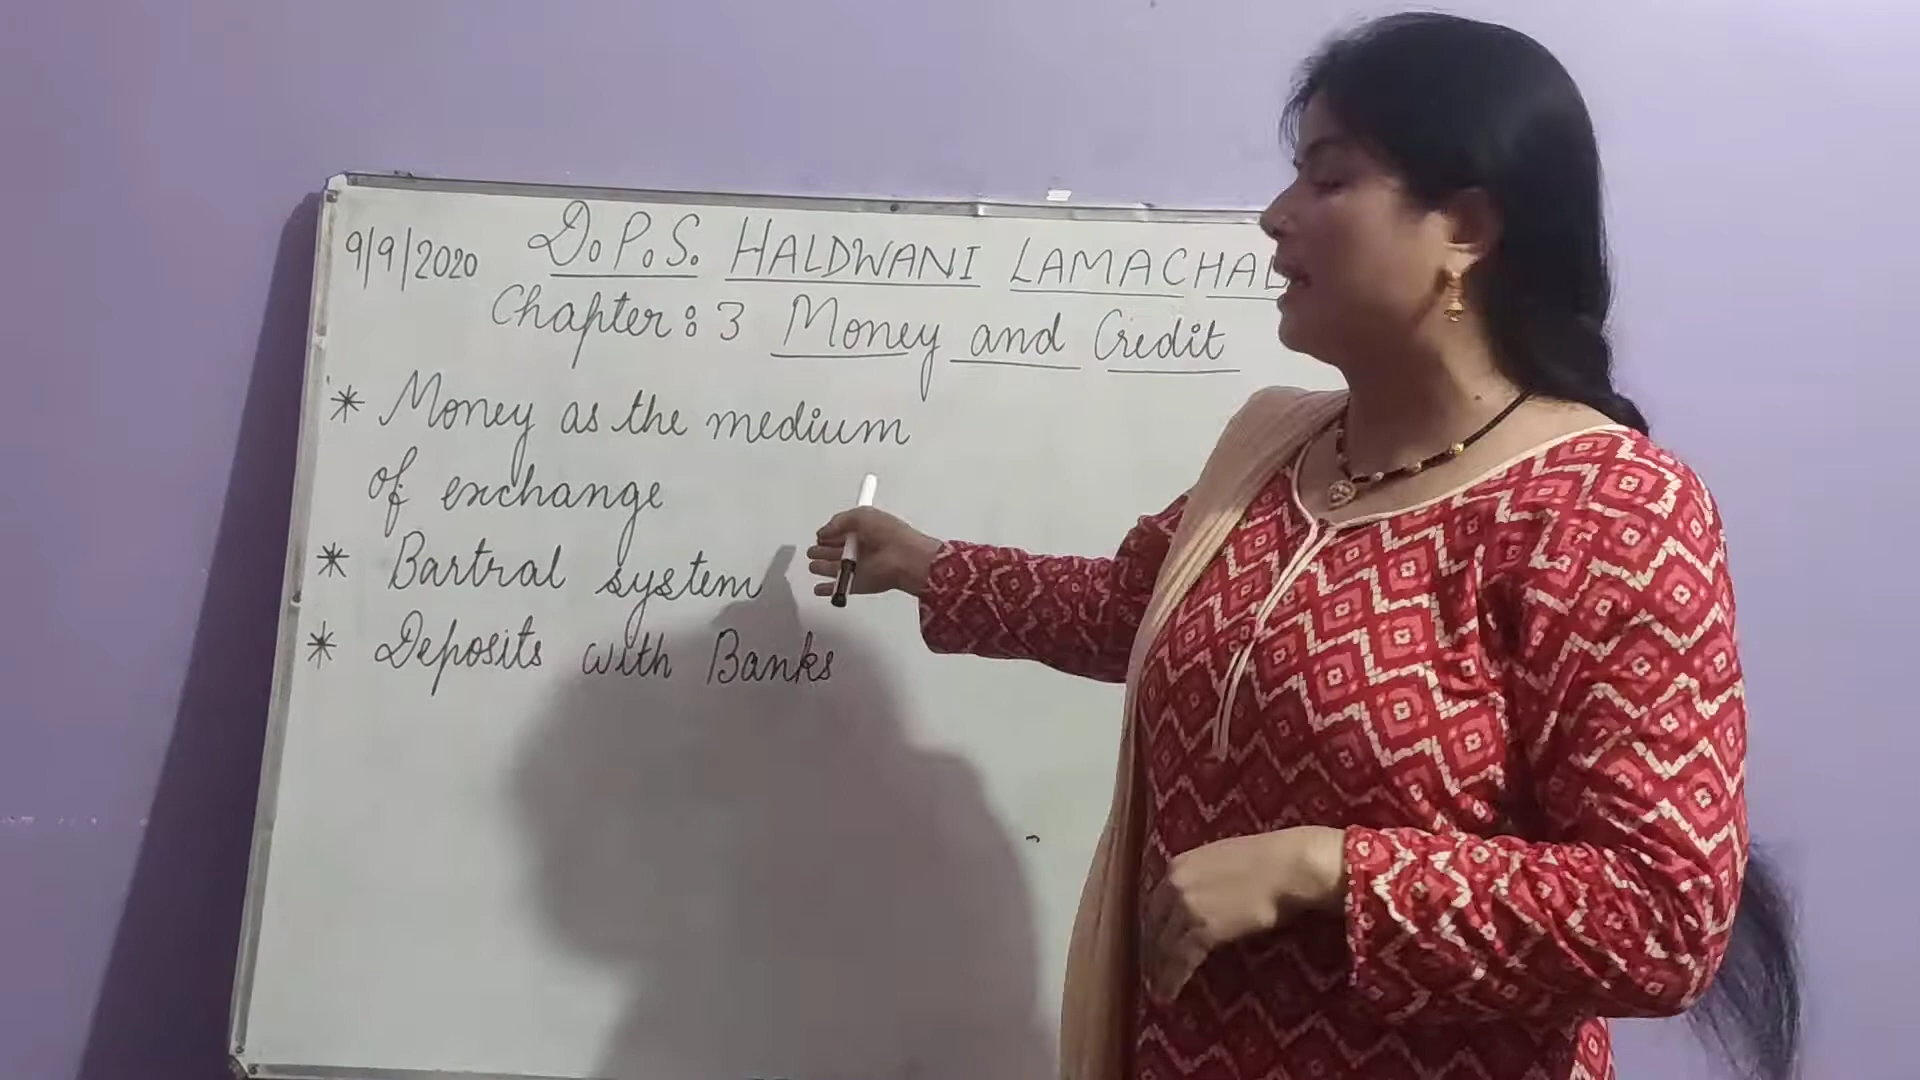 9/9/2020 D.P.S. HALDWANI LAMACHAD
Chapter: 3 Money and Credit
* Money as the medium
of exchange
* Bartral system
* Deposits with Banks